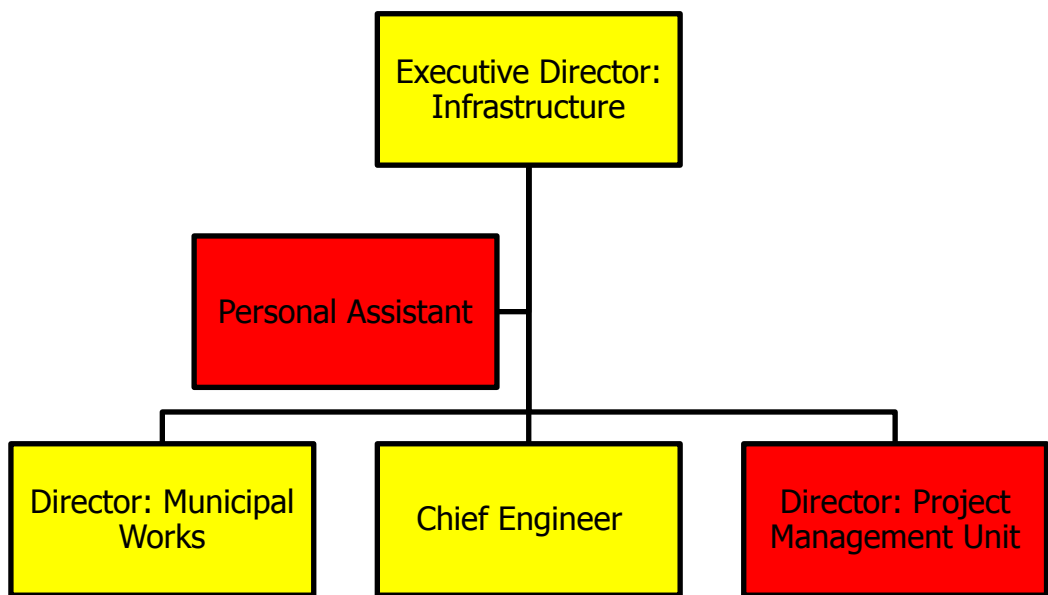 Executive Director:
Infrastructure
Personal Assistant
Director: Municipal
Works
Chief Engineer
Director: Project
Management Unit